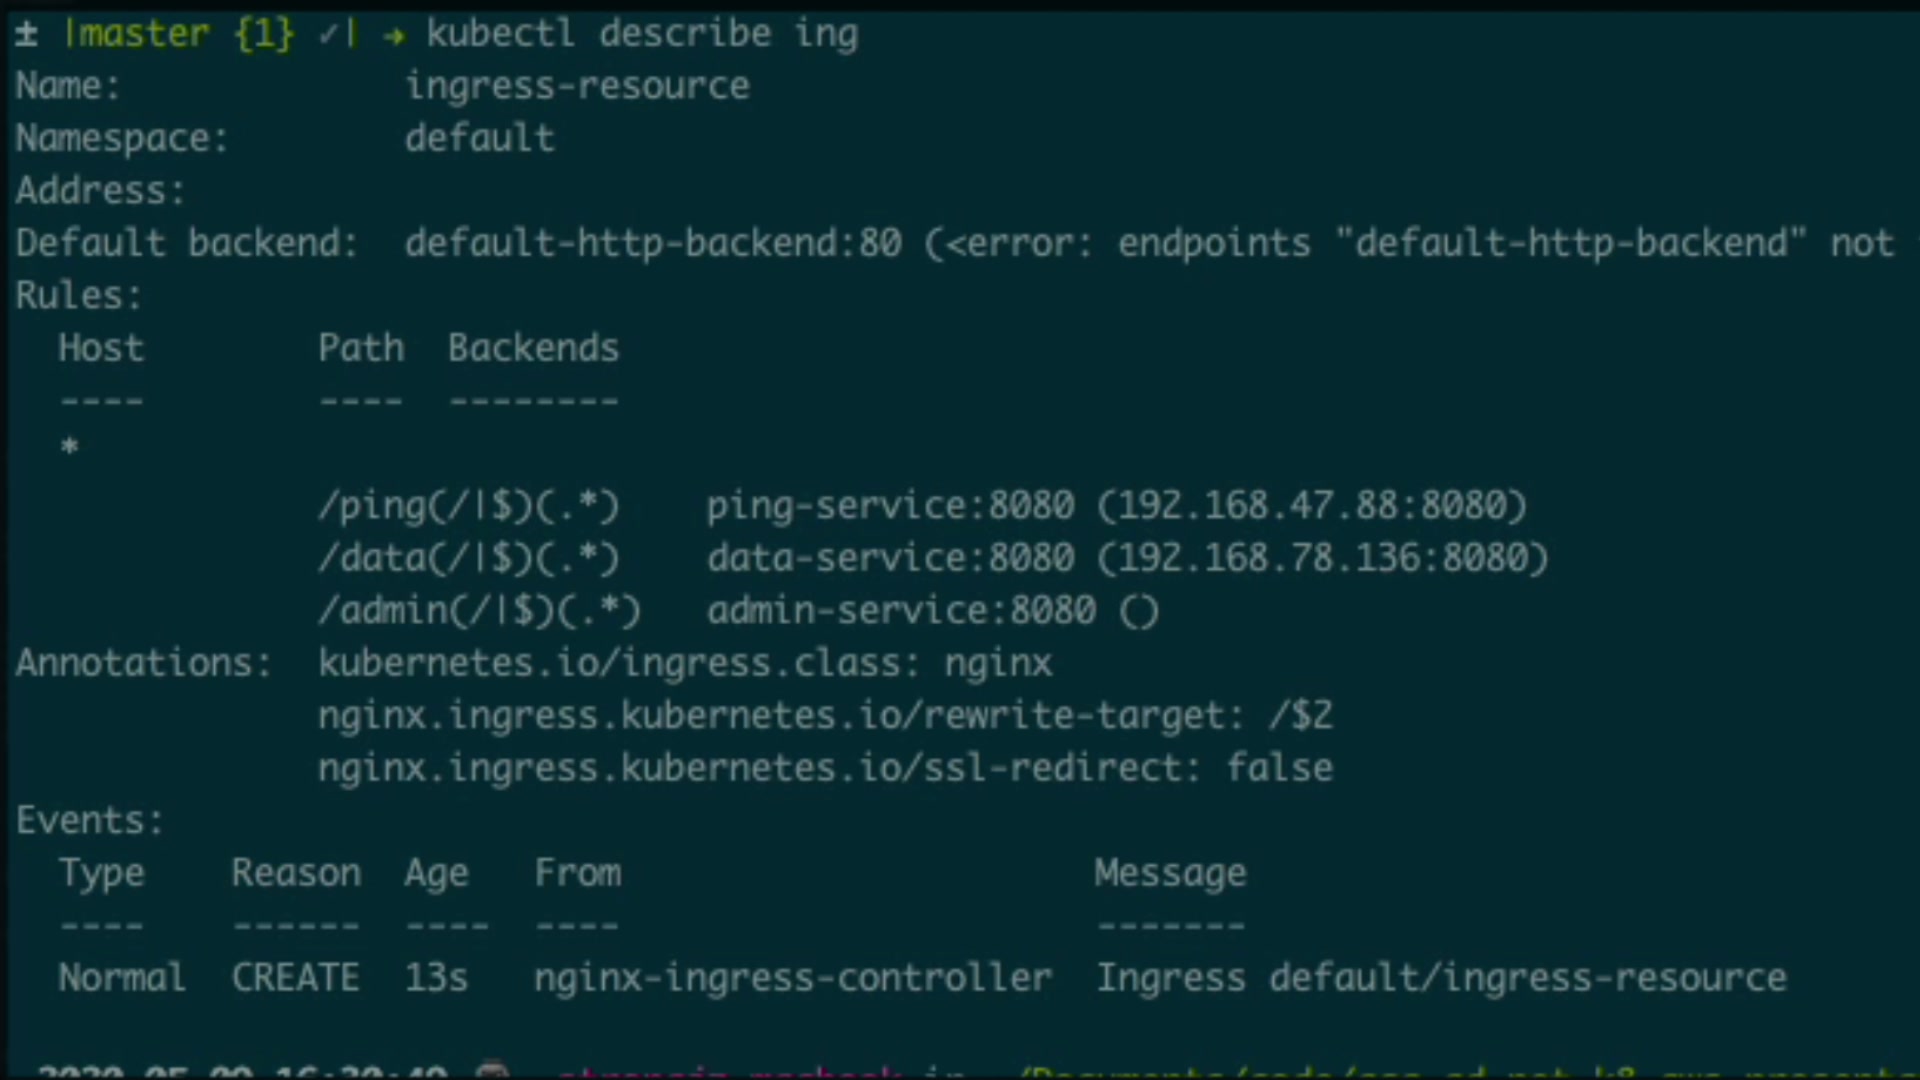 ± |master {1} ✓| → kubectl describe ing
Name:             ingress-resource
Namespace:        default
Address:
Default backend:  default-http-backend:80 (<error: endpoints "default-http-backend" not
Rules:
  Host        Path  Backends
  ----        ----  --------
  *
              /ping(/|$)(.*)    ping-service:8080 (192.168.47.88:8080)
              /data(/|$)(.*)    data-service:8080 (192.168.78.136:8080)
              /admin(/|$)(.*)   admin-service:8080 ()
Annotations:  kubernetes.io/ingress.class: nginx
              nginx.ingress.kubernetes.io/rewrite-target: /$2
              nginx.ingress.kubernetes.io/ssl-redirect: false
Events:
  Type    Reason  Age   From                      Message
  ----    ------  ----  ----                      -------
  Normal  CREATE  13s   nginx-ingress-controller  Ingress default/ingress-resource